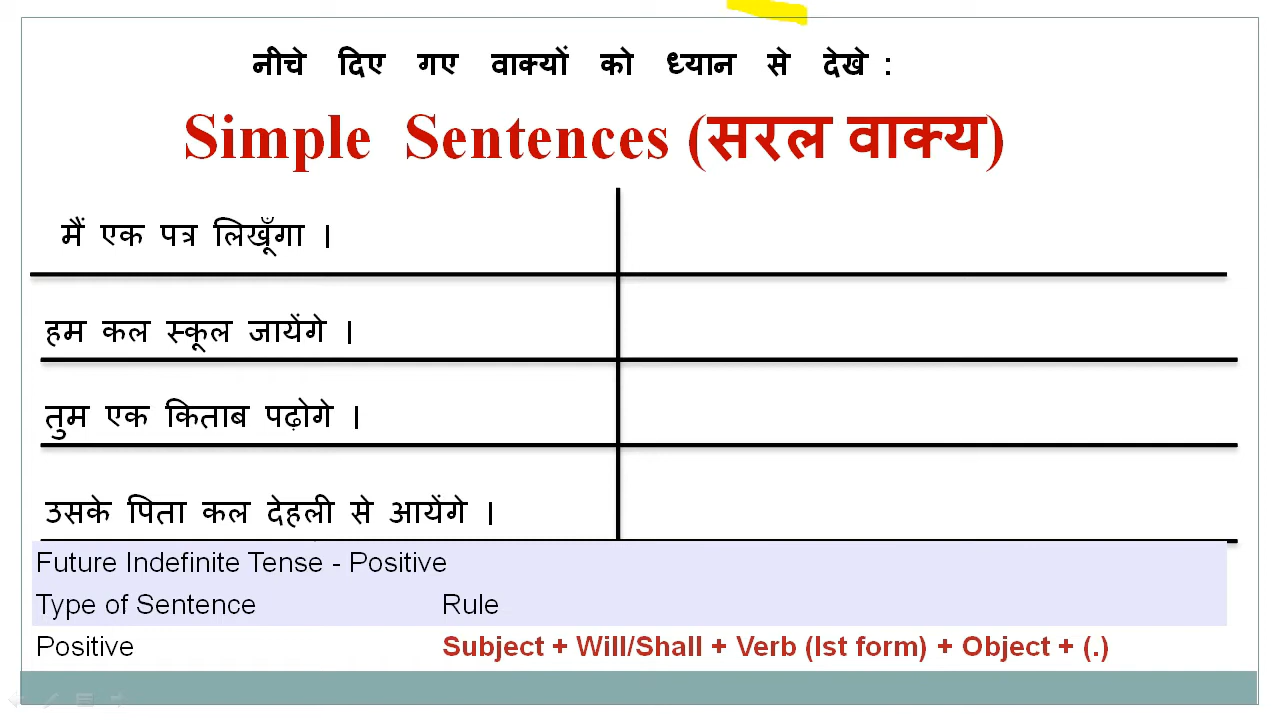 नीचे दिए गए वाक्यों को ध्यान से देखे :
Simple Sentences (सरल वाक्य)
मैं एक पत्र लिखूँगा ।
हम कल स्कूल जायेंगे ।
तुम एक किताब पढ़ोगे ।
उसके पिता कल देहली से आयेंगे ।
Future Indefinite Tense - Positive
Type of Sentence Rule
Positive Subject + Will/Shall + Verb (Ist form) + Object + (.)